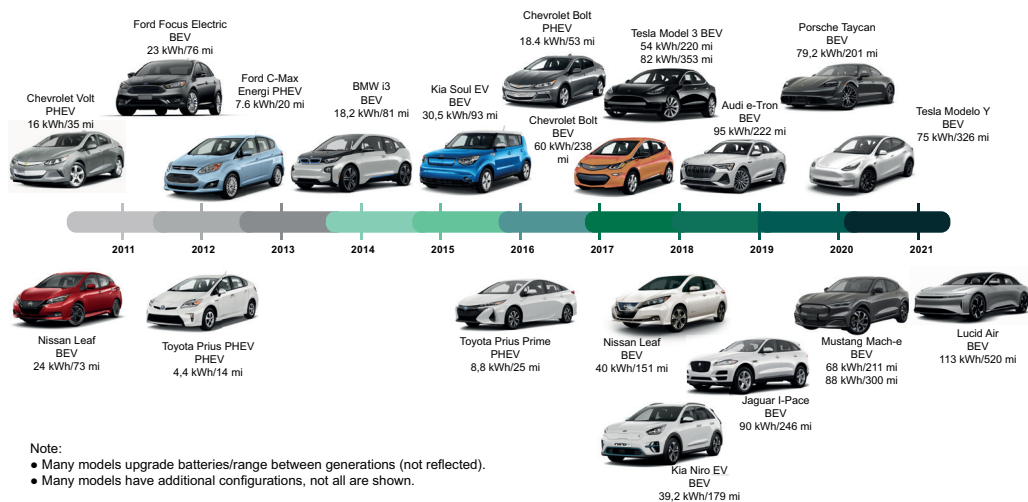 Ford Focus Electric
BEV
23 kWh/76 mi
Chevrolet Bolt
PHEV
18.4 kWh/53 mi
Tesla Model 3 BEV
54 kWh/220 mi
82 kWh/353 mi
Porsche Taycan
BEV
79,2 kWh/201 mi
Chevrolet Volt
PHEV
16 kWh/35 mi
Ford C-Max
Energi PHEV
7.6 kWh/20 mi
BMW i3
BEV
18,2 kWh/81 mi
Kia Soul EV
BEV
30,5 kWh/93 mi
Chevrolet Bolt
BEV
60 kWh/238
mi
Audi e-Tron
BEV
95 kWh/222 mi
Tesla Modelo Y
BEV
75 kWh/326 mi
2011
2012
2013
2014
2015
2016
2017
2018
2019
2020
2021
Nissan Leaf
BEV
24 kWh/73 mi
Toyota Prius PHEV
PHEV
4,4 kWh/14 mi
Toyota Prius Prime
PHEV
8,8 kWh/25 mi
Nissan Leaf
BEV
40 kWh/151 mi
Mustang Mach-e
BEV
68 kWh/211 mi
88 kWh/300 mi
Lucid Air
BEV
113 kWh/520 mi
Jaguar I-Pace
BEV
90 kWh/246 mi
Kia Niro EV
BEV
39,2 kWh/179 mi
Note:
● Many models upgrade batteries/range between generations (not reflected).
● Many models have additional configurations, not all are shown.